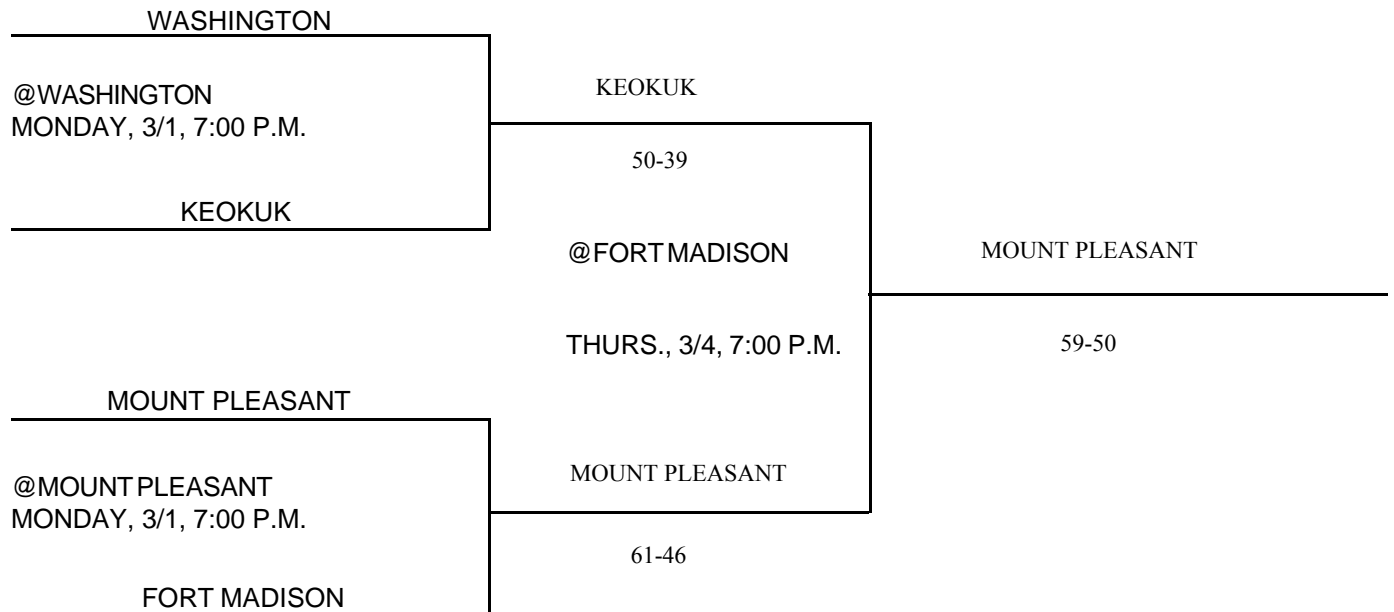 WASHINGTON
@WASHINGTON
MONDAY, 3/1, 7:00 P.M.
KEOKUK
KEOKUK
50-39
@FORT MADISON
THURS., 3/4, 7:00 P.M.
MOUNT PLEASANT
59-50
MOUNT PLEASANT
@MOUNT PLEASANT
MONDAY, 3/1, 7:00 P.M.
FORT MADISON
MOUNT PLEASANT
61-46